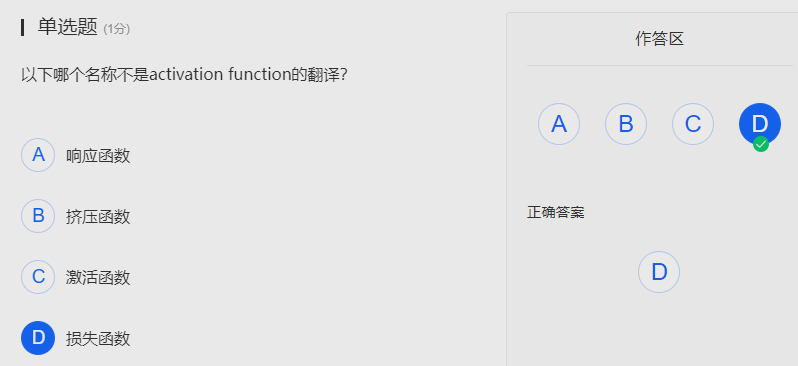 单选题 (1分)
以下哪个名称不是activation function的翻译?
A 响应函数
B 挤压函数
C 激活函数
D 损失函数
作答区
A B C D
正确答案
D